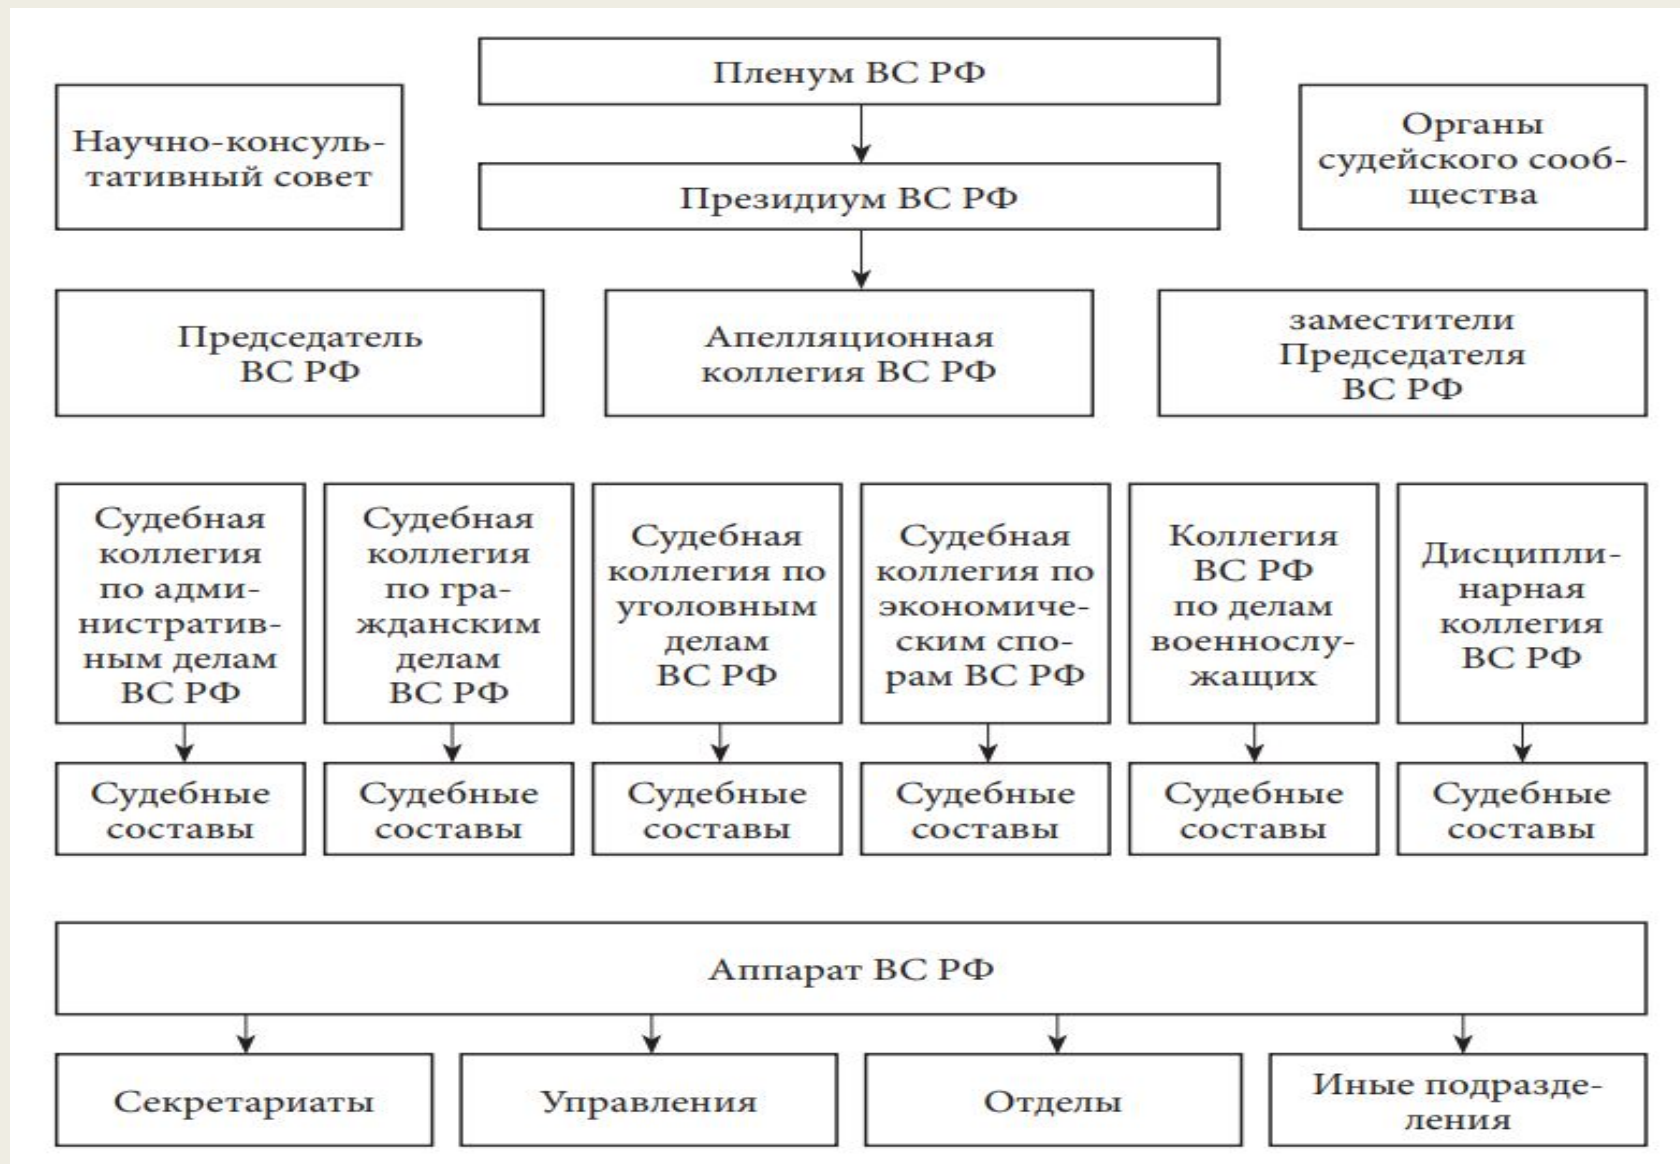 Пленум ВС РФ
Научно-консуль-
тативный совет
Органы
судейского сооб-
щества
Президиум ВС РФ
Председатель
ВС РФ
Апелляционная
коллегия ВС РФ
заместители
Председателя
ВС РФ
Судебная
коллегия
по адми-
нистратив-
ным делам
ВС РФ
Судебная
коллегия
по гра-
жданским
делам
ВС РФ
Судебная
коллегия по
уголовным
делам
ВС РФ
Судебная
коллегия по
экономиче-
ским спо-
рам ВС РФ
Коллегия
ВС РФ
по делам
военнослу-
жащих
Дисципли-
нарная
коллегия
ВС РФ
Судебные
составы
Судебные
составы
Судебные
составы
Судебные
составы
Судебные
составы
Судебные
составы
Аппарат ВС РФ
Секретариаты
Управления
Отделы
Иные подразде-
ления